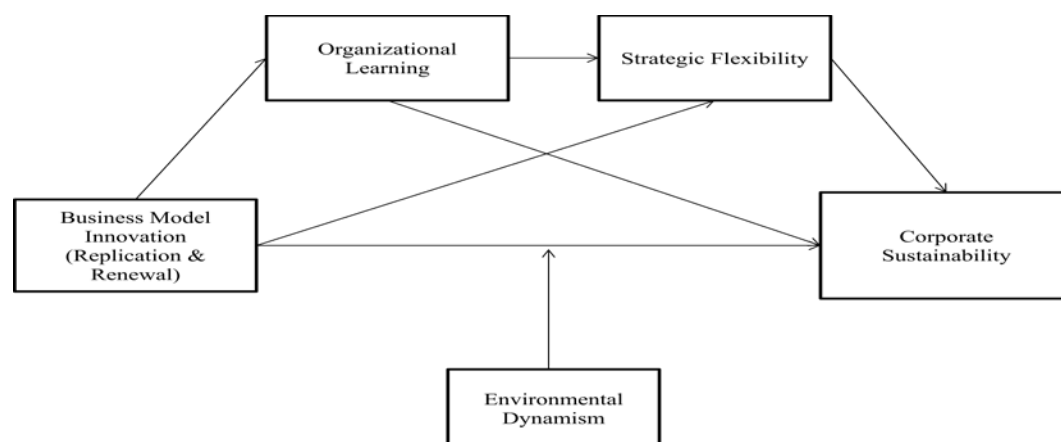 Organizational
Learning
Strategic Flexibility
Business Model
Innovation
(Replication &
Renewal)
Corporate
Sustainability
Environmental
Dynamism